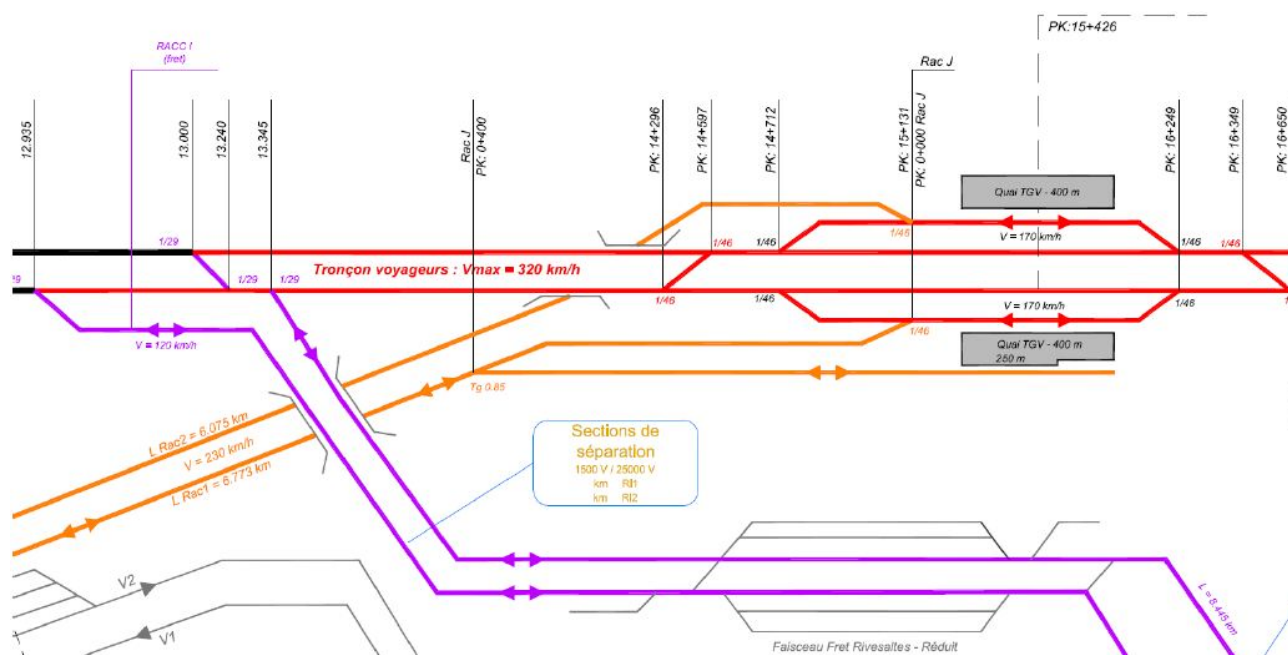 PK:15+426
RACC I
(fret)
Rac J
12.935
13.000
13.240
13.345
Rac J
PK: 0+400
PK: 14+296
PK: 14+597
PK: 14+712
PK: 15+131
PK: 0+000 Rac J
PK: 16+249
PK: 16+349
PK: 16+650
Quai TGV - 400 m
1/29
1/46
1/46
1/46
V = 170 km/h
1/46
1/46
Tronçon voyageurs : Vmax = 320 km/h
1/29
1/29
1/46
1/46
V = 170 km/h
1/46
V = 120 km/h
1/46
Quai TGV - 400 m
250 m
Tg 0.85
L Rac2 = 6.075 km
V = 230 km/h
L Rac1 = 6.773 km
Sections de
séparation
1500 V / 25000 V
km RI1
km RI2
V2
V1
L = 8.445 km
Faisceau Fret Rivesaltes - Réduit